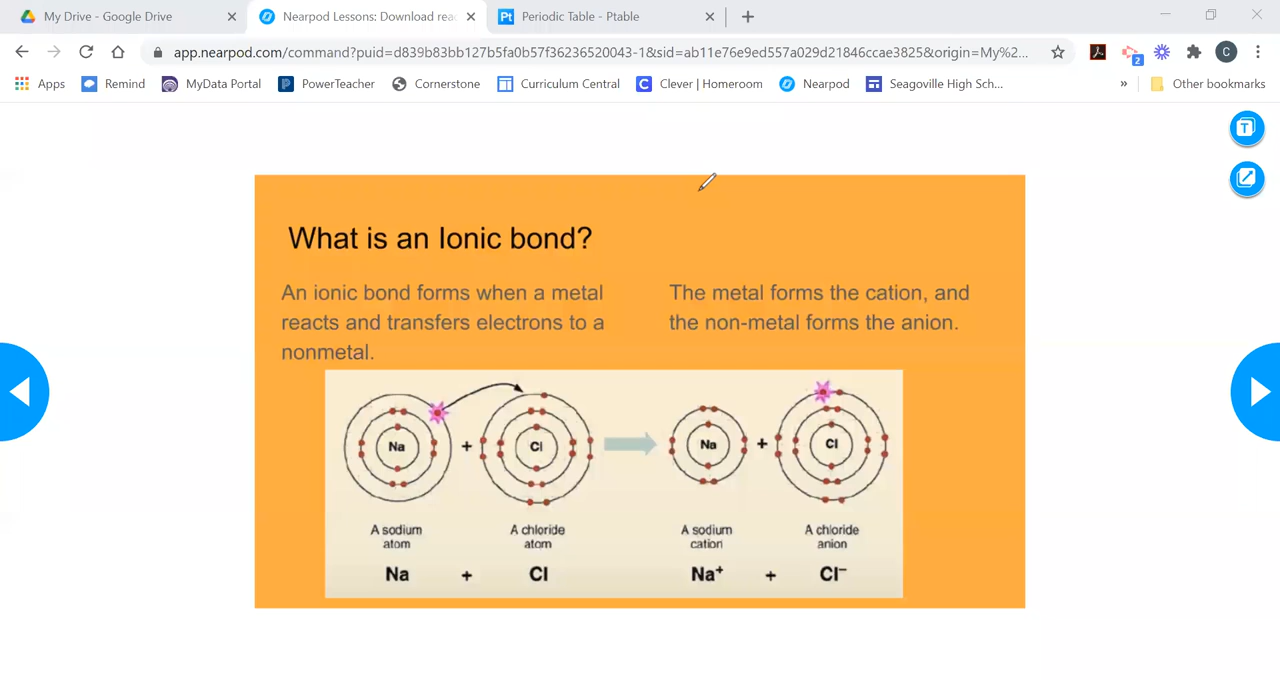 My Drive - Google Drive
Nearpod Lessons: Download rea
Periodic Table - Ptable
app.nearpod.com/command?puid=d839b83bb127b5fa0b57f36236520043-1&sid=ab11e76e9ed557a029d21846ccae3825&origin=My%2...
2
C
Apps
Remind
MyData Portal
P
PowerTeacher
Cornerstone
Curriculum Central
C
Clever | Homeroom
Nearpod
Seagoville High Sch...
»
Other bookmarks
T
What is an Ionic bond?
An ionic bond forms when a metal
reacts and transfers electrons to a
nonmetal.
The metal forms the cation, and
the non-metal forms the anion.
Na + Cl Na + Cl
A sodium
atom
A chloride
atom
A sodium
cation
A chloride
anion
Na + Cl Na⁺ + Cl⁻